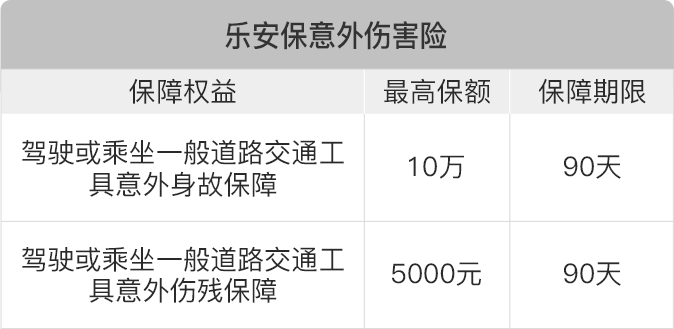 乐安保意外伤害险
保障权益 最高保额 保障期限
驾驶或乘坐一般道路交通工
具意外身故保障
10万
90天
驾驶或乘坐一般道路交通工
具意外伤残保障
5000元
90天